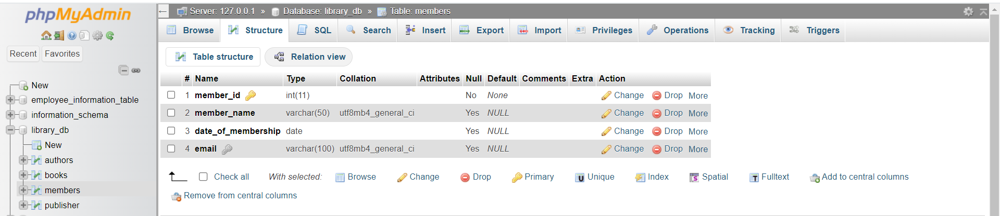 phpMyAdmin
Recent Favorites
New
employee_information_table
information_schema
library_db
New
authors
books
members
publisher
Server: 127.0.0.1 » Database: library_db » Table: members
Browse Structure SQL Search Insert Export Import Privileges Operations Tracking Triggers
Table structure Relation view
# Name Type Collation Attributes Null Default Comments Extra Action
1 member_id int(11) No None Change Drop More
2 member_name varchar(50) utf8mb4_general_ci Yes NULL Change Drop More
3 date_of_membership date Yes NULL Change Drop More
4 email varchar(100) utf8mb4_general_ci Yes NULL Change Drop More
Check all With selected: Browse Change Drop Primary Unique Index Spatial Fulltext Add to central columns
Remove from central columns